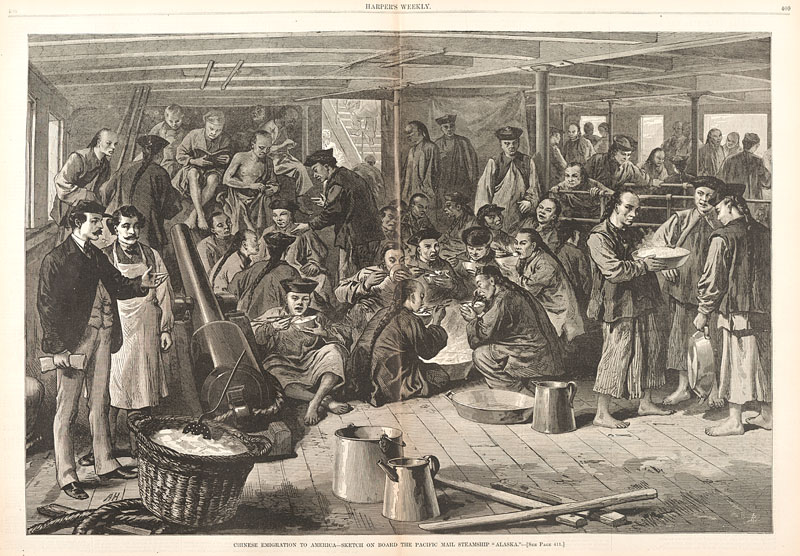 HARPER'S WEEKLY.
409
CHINESE EMIGRATION TO AMERICA—SKETCH ON BOARD THE PACIFIC MAIL STEAMSHIP "ALASKA."—[SEE PAGE 411.]